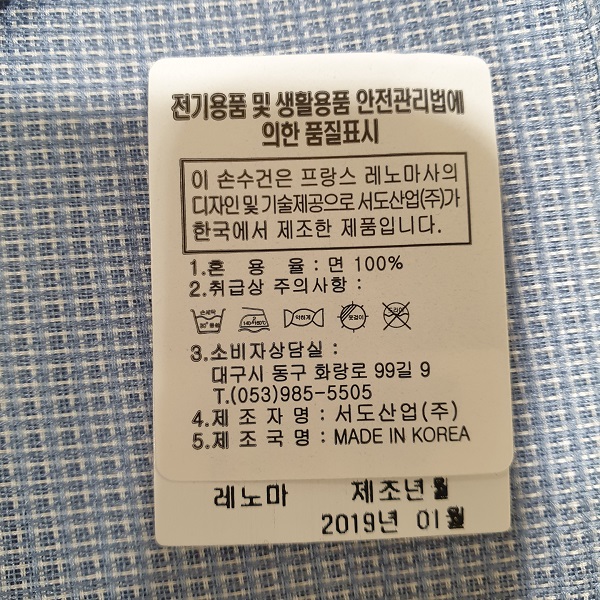 전기용품 및 생활용품 안전관리법에
의한 품질표시
이 손수건은 프랑스 레노마사의
디자인 및 기술제공으로 서도산업(주)가
한국에서 제조한 제품입니다.
1.혼 용 율 : 면 100%
2.취급상 주의사항 :
약하게
3.소비자상담실 :
대구시 동구 화랑로 99길 9
T.(053)985-5505
4.제 조 자 명 : 서도산업(주)
5.제 조 국 명 : MADE IN KOREA
레노마 제조년월
2019년 01월